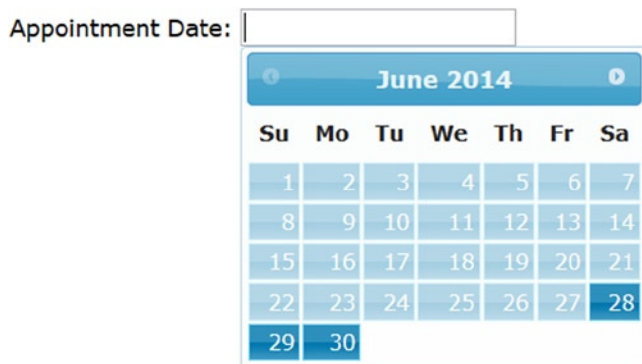 Appointment Date:
June 2014
Su Mo Tu We Th Fr Sa
1 2 3 4 5 6 7
8 9 10 11 12 13 14
15 16 17 18 19 20 21
22 23 24 25 26 27 28
29 30